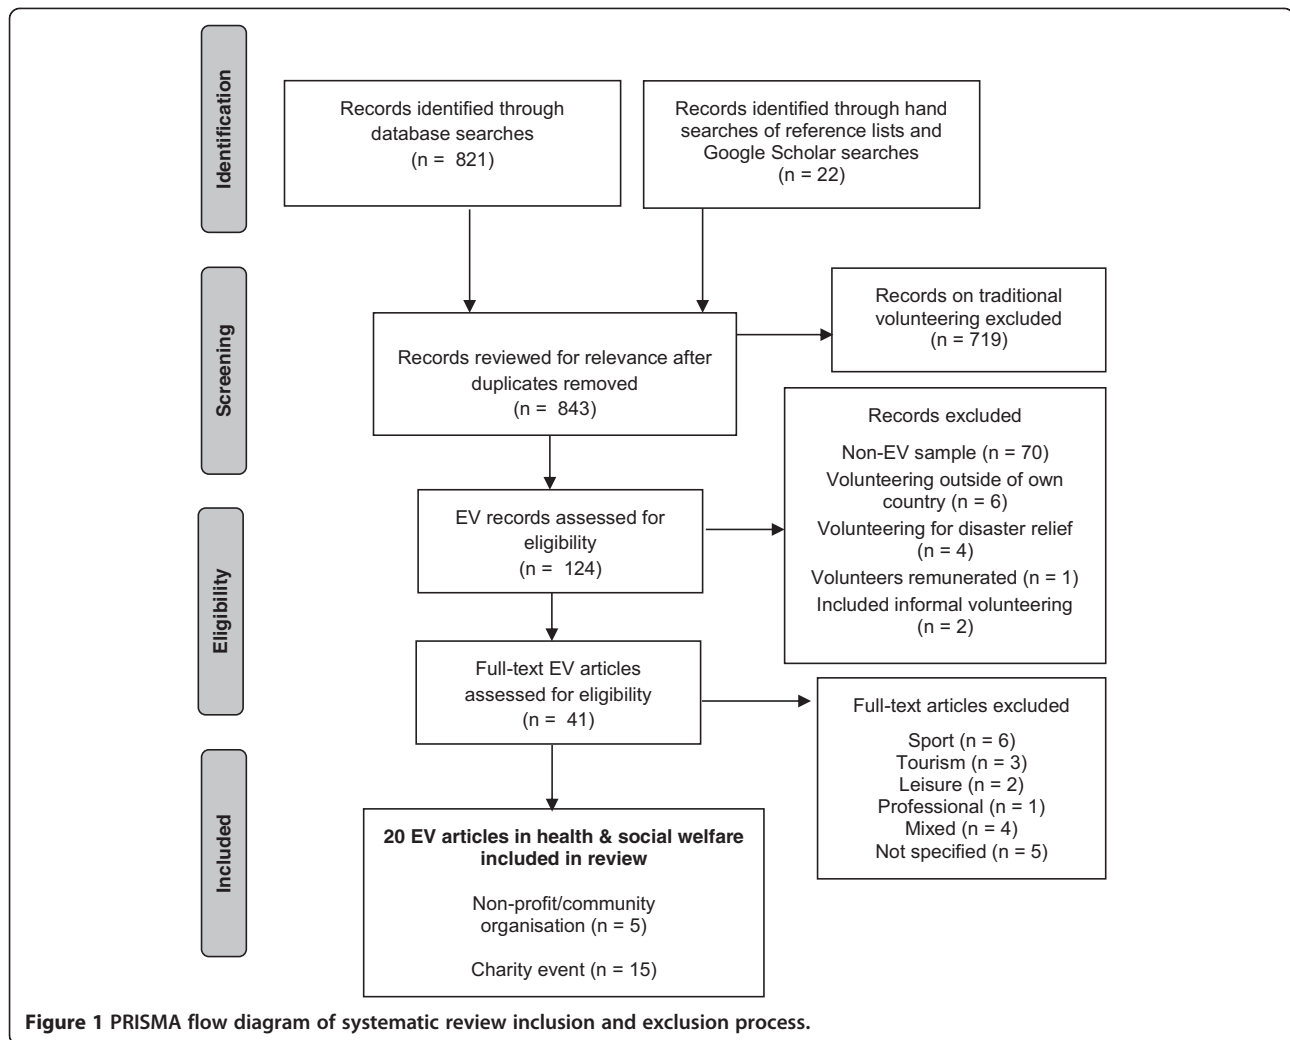 Identification
Records identified through
database searches
(n = 821)
Records identified through hand
searches of reference lists and
Google Scholar searches
(n = 22)
Screening
Records on traditional
volunteering excluded
(n = 719)
Records reviewed for relevance after
duplicates removed
(n = 843)
Records excluded
Non-EV sample (n = 70)
Volunteering outside of own
country (n = 6)
Volunteering for disaster relief
(n = 4)
Volunteers remunerated (n = 1)
Included informal volunteering
(n = 2)
Eligibility
EV records assessed for
eligibility
(n = 124)
Full-text EV articles
assessed for eligibility
(n = 41)
Full-text articles excluded
Sport (n = 6)
Tourism (n = 3)
Leisure (n = 2)
Professional (n = 1)
Mixed (n = 4)
Not specified (n = 5)
Included
20 EV articles in health & social welfare
included in review
Non-profit/community
organisation (n = 5)
Charity event (n = 15)
Figure 1 PRISMA flow diagram of systematic review inclusion and exclusion process.